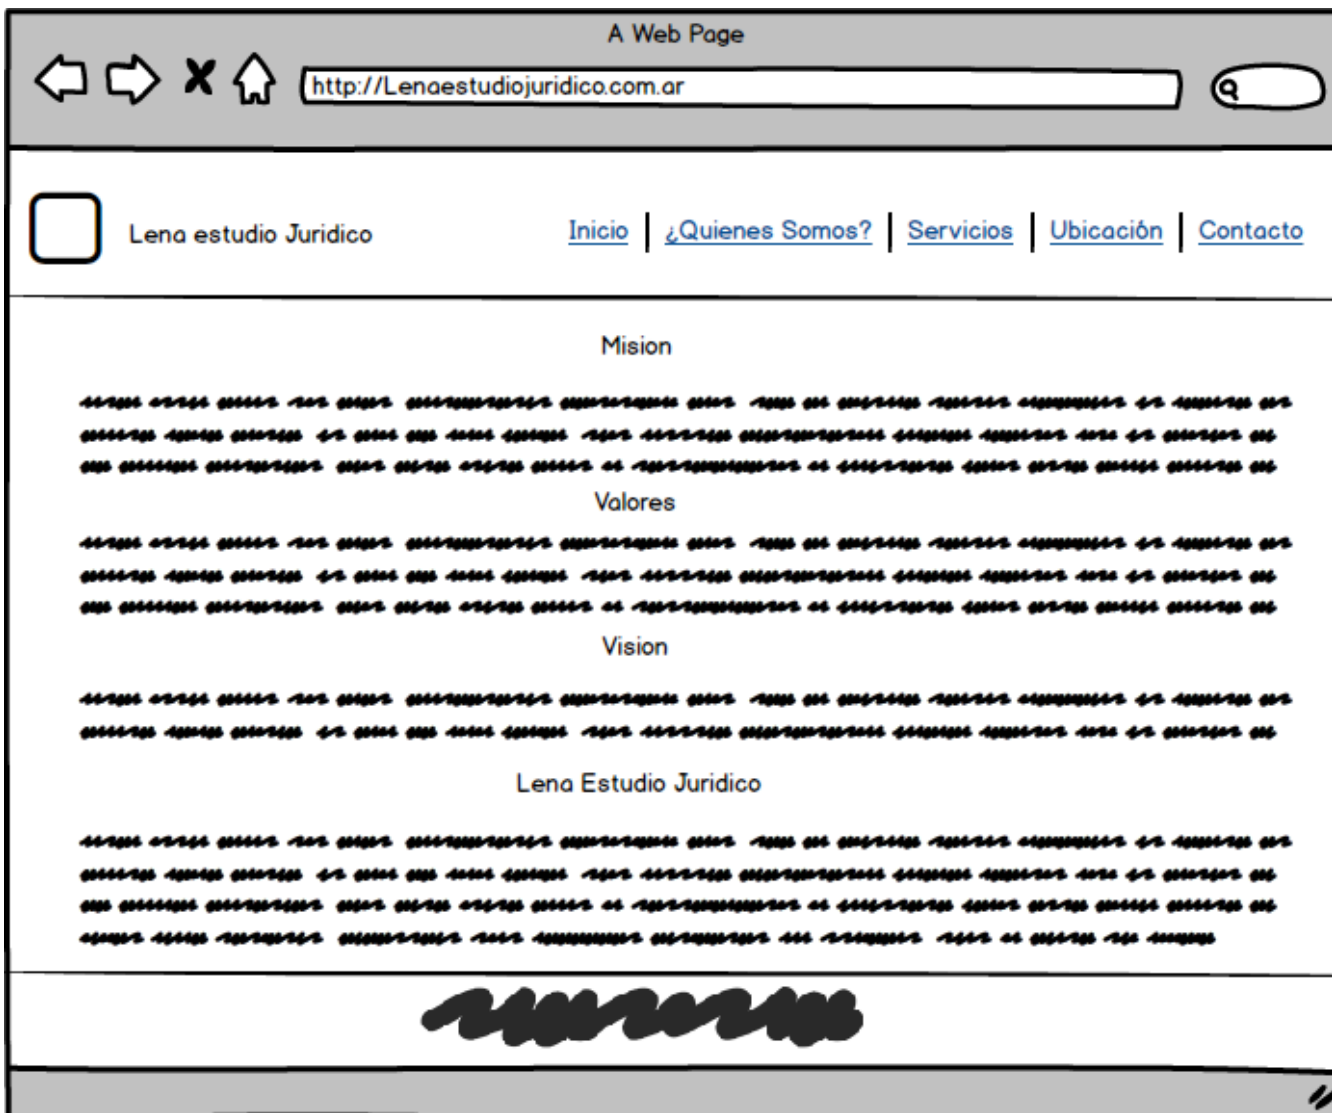 A Web Page
http://Lenaestudiojuridico.com.ar
Lena estudio Juridico
Inicio | ¿Quienes Somos? | Servicios | Ubicación | Contacto
Mision
Valores
Vision
Lena Estudio Juridico